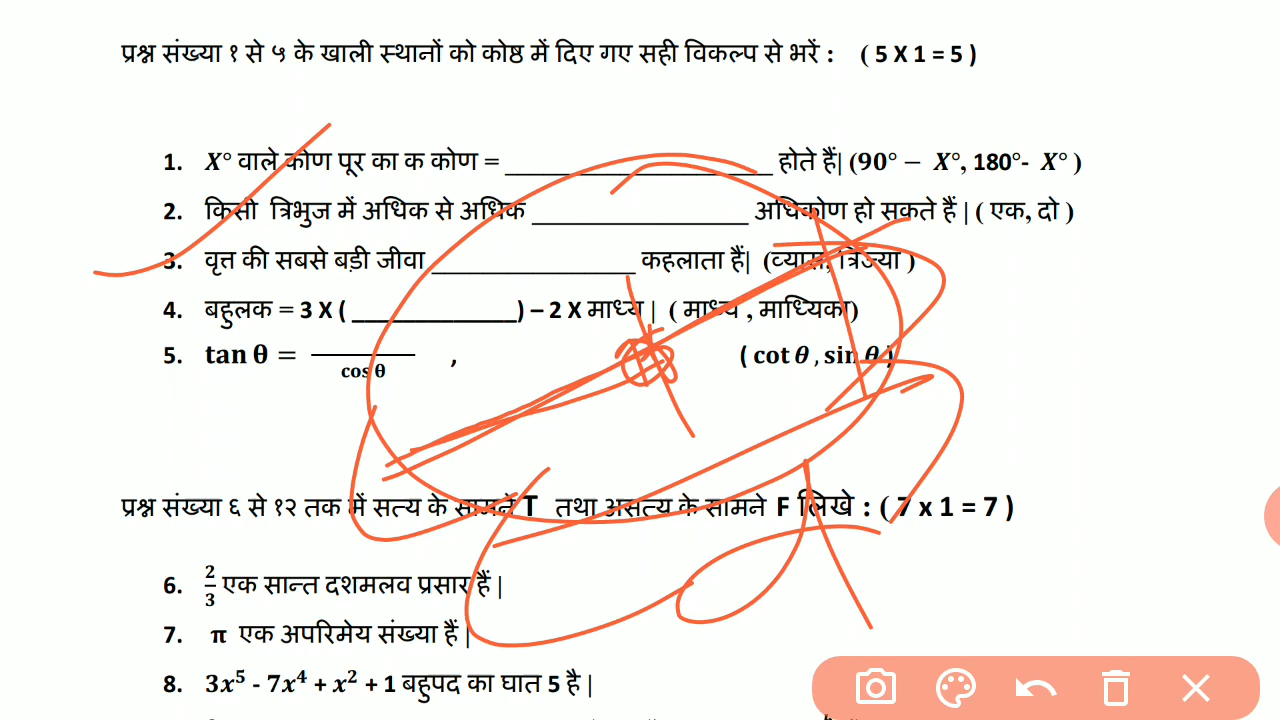 प्रश्न संख्या १ से ५ के खाली स्थानों को कोष्ठ में दिए गए सही विकल्प से भरें : ( 5 X 1 = 5 )
1. X° वाले कोण पूर का क कोण = ____________________ होते हैं| (90° − X°, 180°- X° )
2. किसी त्रिभुज में अधिक से अधिक ________________ अधिकोण हो सकते हैं | ( एक, दो )
3. वृत्त की सबसे बड़ी जीवा _______________ कहलाता हैं| (व्यास, त्रिज्या )
4. बहुलक = 3 X ( ____________) – 2 X माध्य | ( माध्य , माध्यिका)
5. tan θ = ――― / cos θ , ( cot θ , sin θ )
प्रश्न संख्या ६ से १२ तक में सत्य के सामने T तथा असत्य के सामने F लिखे : ( 7 x 1 = 7 )
6. 2/3 एक सान्त दशमलव प्रसार हैं |
7. π एक अपरिमेय संख्या हैं |
8. 3x⁵ - 7x⁴ + x² + 1 बहुपद का घात 5 है |